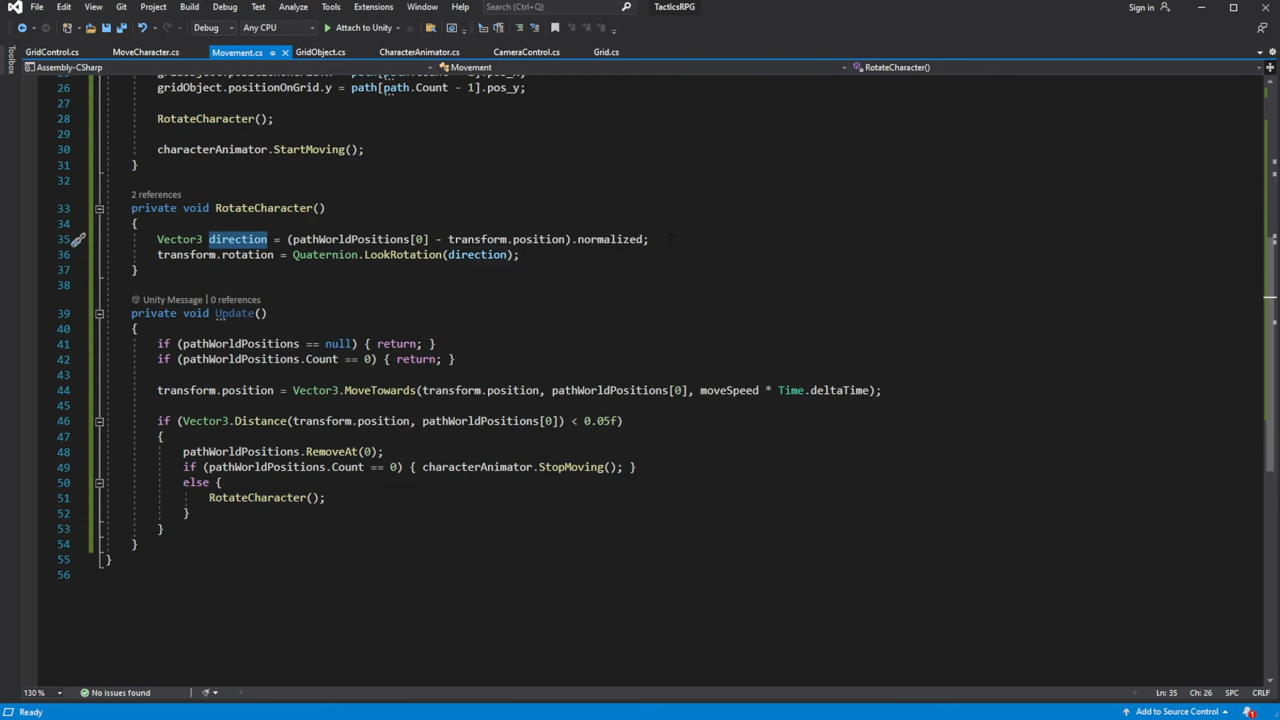 File Edit View Git Project Build Debug Test Analyze Tools Extensions Window Help Search (Ctrl+Q) TacticsRPG Sign in
Debug Any CPU Attach to Unity
GridControl.cs MoveCharacter.cs Movement.cs GridObject.cs CharacterAnimator.cs CameraControl.cs Grid.cs
Toolbox
Assembly-CSharp Movement RotateCharacter()
26 gridObject.positionOnGrid.y = path[path.Count - 1].pos_y;
27
28 RotateCharacter();
29
30 characterAnimator.StartMoving();
31 }
32
2 references
33 private void RotateCharacter()
34 {
35 Vector3 direction = (pathWorldPositions[0] - transform.position).normalized;
36 transform.rotation = Quaternion.LookRotation(direction);
37 }
38
Unity Message | 0 references
39 private void Update()
40 {
41 if (pathWorldPositions == null) { return; }
42 if (pathWorldPositions.Count == 0) { return; }
43
44 transform.position = Vector3.MoveTowards(transform.position, pathWorldPositions[0], moveSpeed * Time.deltaTime);
45
46 if (Vector3.Distance(transform.position, pathWorldPositions[0]) < 0.05f)
47 {
48 pathWorldPositions.RemoveAt(0);
49 if (pathWorldPositions.Count == 0) { characterAnimator.StopMoving(); }
50 else {
51 RotateCharacter();
52 }
53 }
54 }
55 }
56
130 % No issues found Ln: 35 Ch: 26 SPC CRLF
Ready Add to Source Control 1